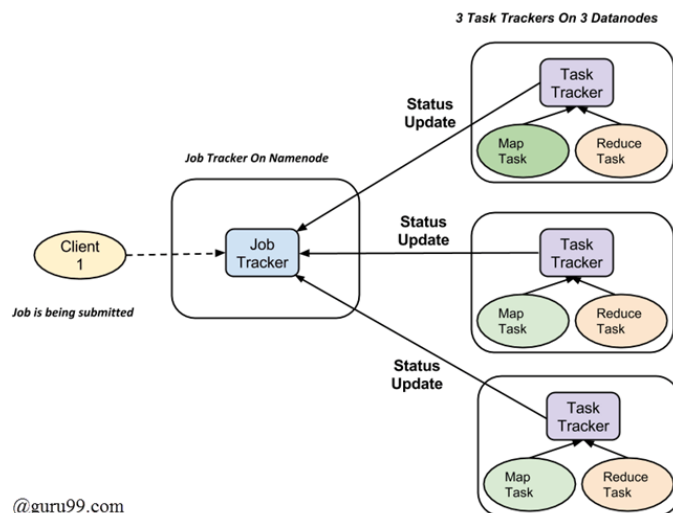 3 Task Trackers On 3 Datanodes
Task
Tracker
Status
Update
Map
Task
Reduce
Task
Job Tracker On Namenode
Client
1
Job
Tracker
Status
Update
Task
Tracker
Map
Task
Reduce
Task
Job is being submitted
Status
Update
Task
Tracker
Map
Task
Reduce
Task
@guru99.com